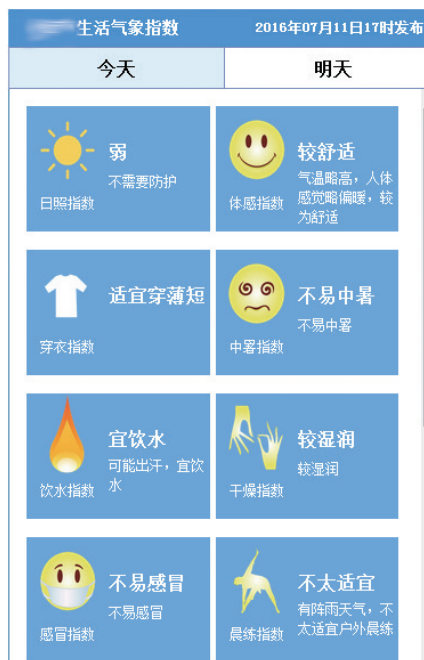 生活气象指数 2016年07月11日17时发布
今天 明天
弱
不需要防护
日照指数
较舒适
气温略高，人体
感觉略偏暖，较
为舒适
体感指数
适宜穿薄短
穿衣指数
不易中暑
不易中暑
中暑指数
宜饮水
可能出汗，宜饮
水
饮水指数
较湿润
较湿润
干燥指数
不易感冒
不易感冒
感冒指数
不太适宜
有阵雨天气，不
太适宜户外晨练
晨练指数